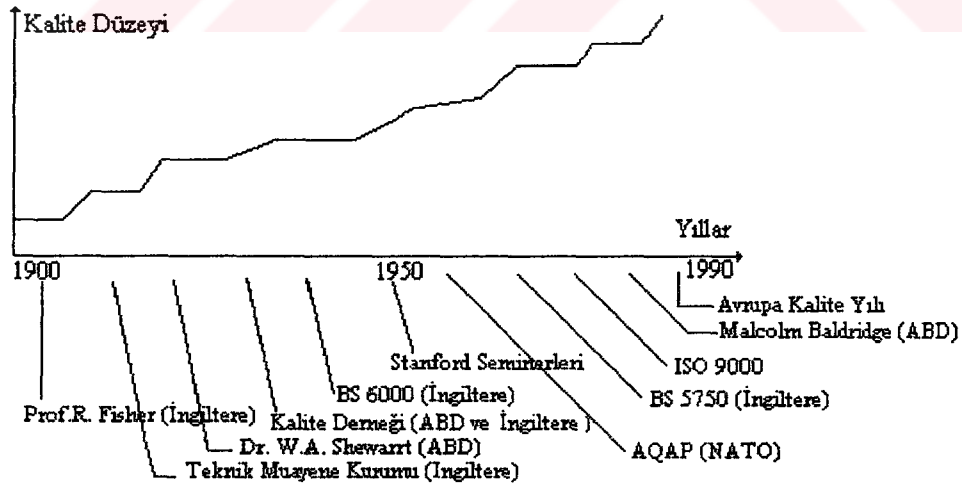 Kalite Düzeyi
Yıllar
1900 1950 1990
Avrupa Kalite Yılı
Malcolm Baldridge (ABD)
Stanford Seminerleri
ISO 9000
BS 6000 (İngiltere)
BS 5750 (İngiltere)
Prof.R. Fisher (İngiltere)
Kalite Derneği (ABD ve İngiltere )
Dr. W.A. Shewarrt (ABD)
AQAP (NATO)
Teknik Muayene Kurumu (Ingiltere)